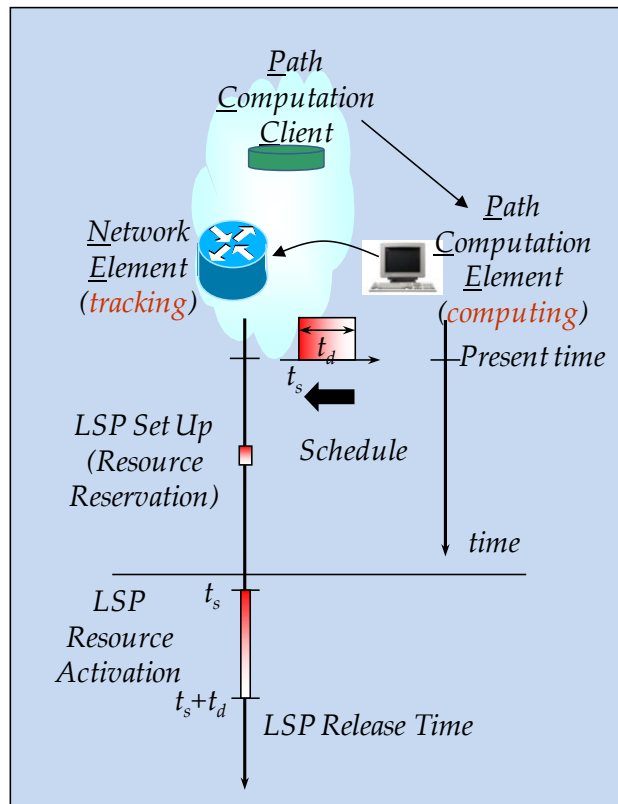 Path
Computation
Client
Network
Element
(tracking)
Path
Computation
Element
(computing)
t_d
t_s
Present time
LSP Set Up
(Resource
Reservation)
Schedule
time
LSP
Resource
Activation
t_s
t_s+t_d
LSP Release Time